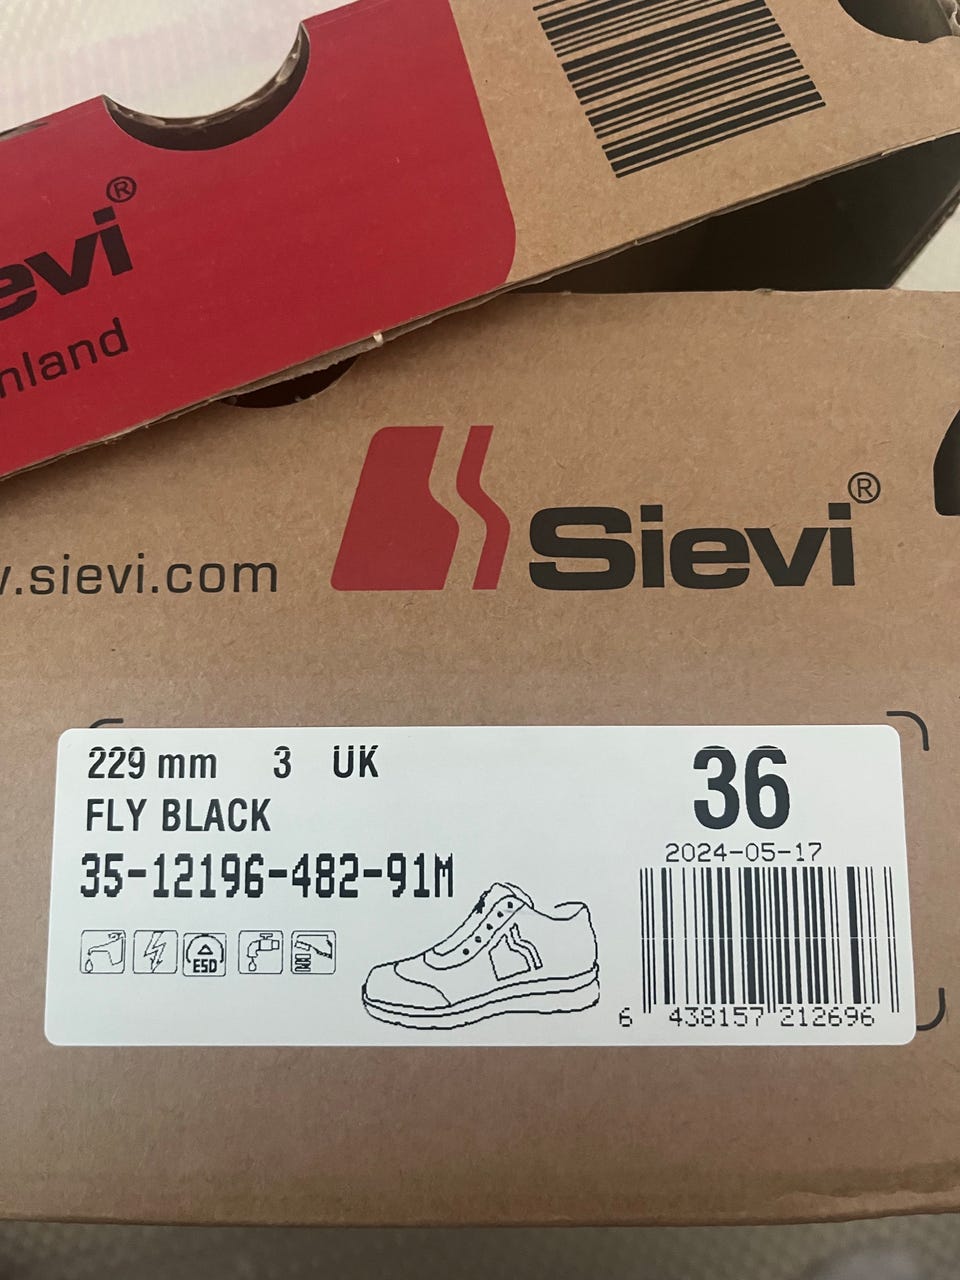 evi®
nland
Sievi®
.sievi.com
229 mm 3 UK
36
FLY BLACK
2024-05-17
35-12196-482-91M
ESD
6 438157 212696